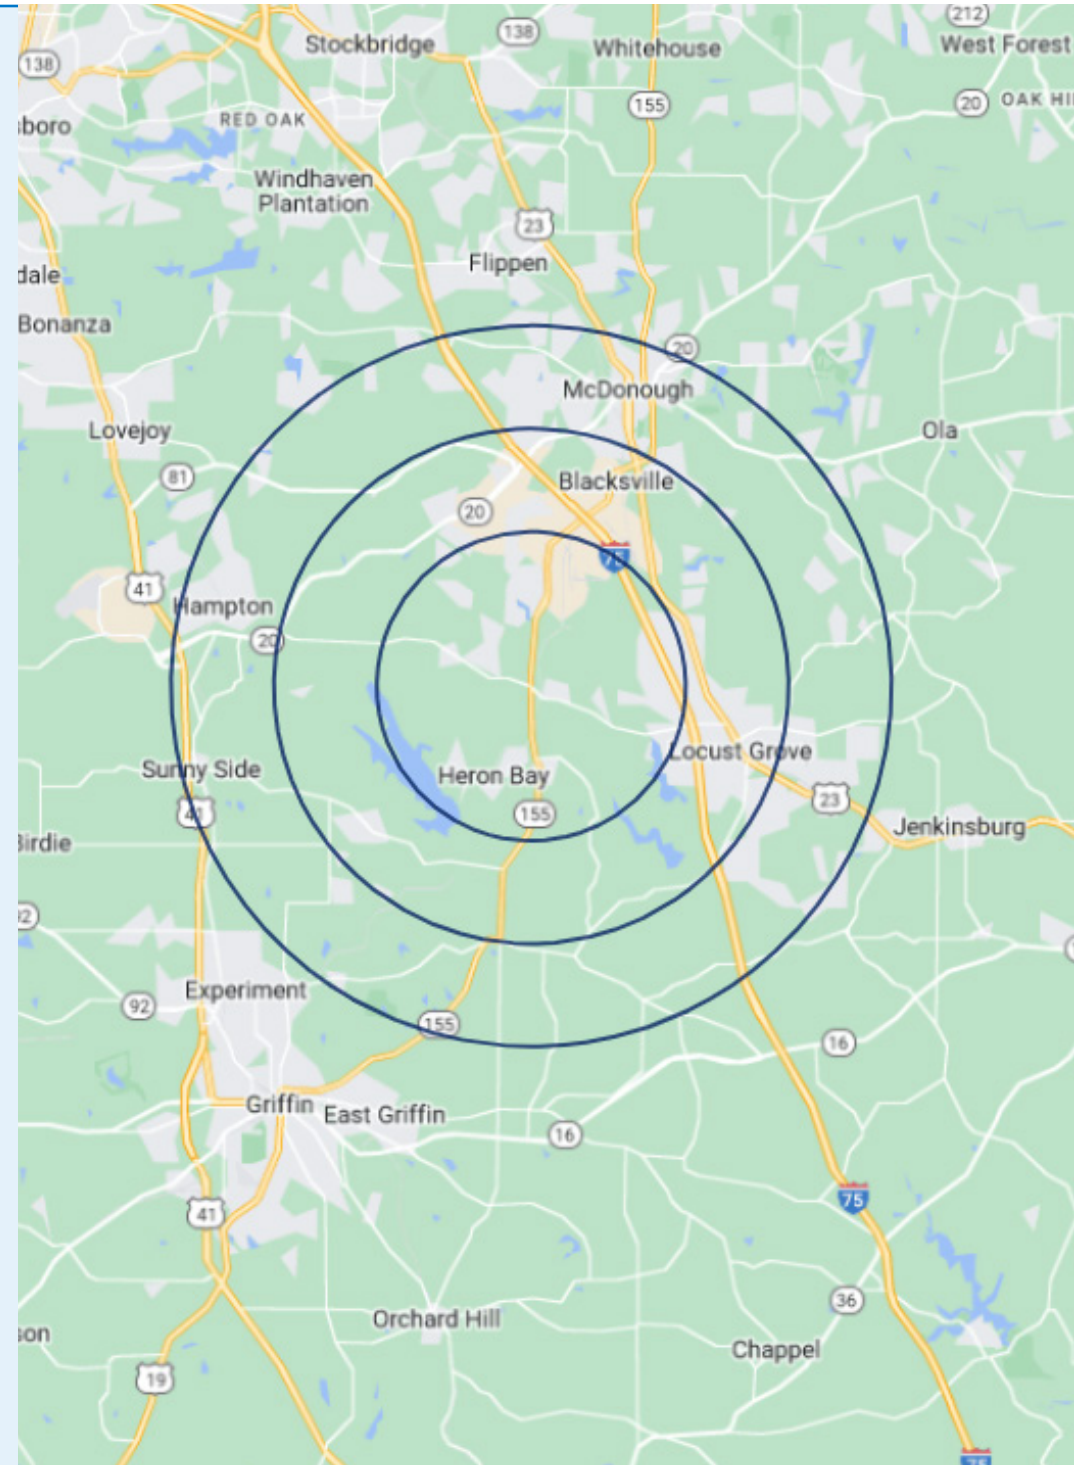 212
138
Stockbridge
Whitehouse
West Forest
138
155
20
OAK HI
sboro
RED OAK
Windhaven
Plantation
23
Flippen
dale
Bonanza
20
McDonough
Lovejoy
Ola
81
Blacksville
20
75
41
Hampton
20
Locust Grove
Sunny Side
Heron Bay
23
41
155
Jenkinsburg
Birdie
92
Experiment
92
155
16
Griffin
East Griffin
16
75
41
36
Orchard Hill
son
Chappel
19
75